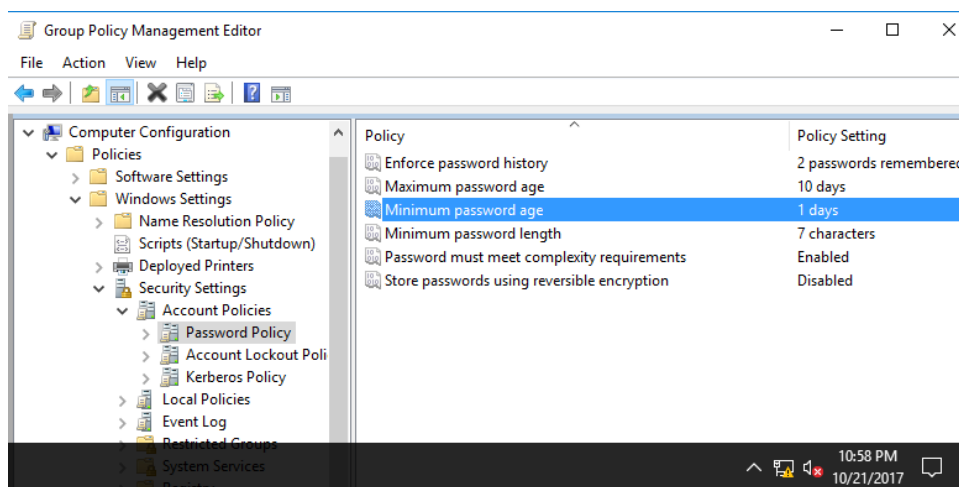 Group Policy Management Editor
File Action View Help
Computer Configuration
Policies
Software Settings
Windows Settings
Name Resolution Policy
Scripts (Startup/Shutdown)
Deployed Printers
Security Settings
Account Policies
Password Policy
Account Lockout Poli
Kerberos Policy
Local Policies
Event Log
Restricted Groups
System Services
Registry
Policy Policy Setting
Enforce password history 2 passwords remembered
Maximum password age 10 days
Minimum password age 1 days
Minimum password length 7 characters
Password must meet complexity requirements Enabled
Store passwords using reversible encryption Disabled
10:58 PM
10/21/2017